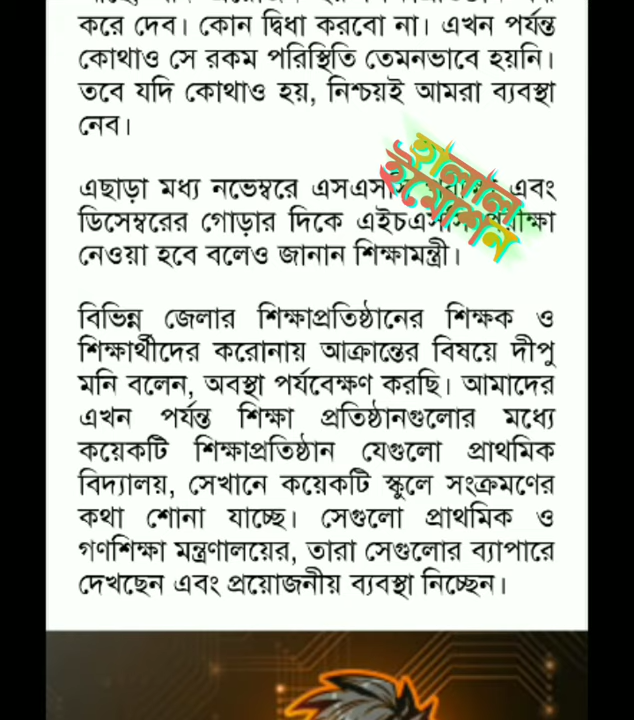 করে দেব। কোন দ্বিধা করবো না। এখন পর্যন্ত
কোথাও সে রকম পরিস্থিতি তেমনভাবে হয়নি।
তবে যদি কোথাও হয়, নিশ্চয়ই আমরা ব্যবস্থা
নেব।
এছাড়া মধ্য নভেম্বরে এসএসসি এবং
ডিসেম্বরের গোড়ার দিকে এইচএসসি পরীক্ষা
নেওয়া হবে বলেও জানান শিক্ষামন্ত্রী।
হালাল
ইমোশন
বিভিন্ন জেলার শিক্ষাপ্রতিষ্ঠানের শিক্ষক ও
শিক্ষার্থীদের করোনায় আক্রান্তের বিষয়ে দীপু
মনি বলেন, অবস্থা পর্যবেক্ষণ করছি। আমাদের
এখন পর্যন্ত শিক্ষা প্রতিষ্ঠানগুলোর মধ্যে
কয়েকটি শিক্ষাপ্রতিষ্ঠান যেগুলো প্রাথমিক
বিদ্যালয়, সেখানে কয়েকটি স্কুলে সংক্রমণের
কথা শোনা যাচ্ছে। সেগুলো প্রাথমিক ও
গণশিক্ষা মন্ত্রণালয়ের, তারা সেগুলোর ব্যাপারে
দেখছেন এবং প্রয়োজনীয় ব্যবস্থা নিচ্ছেন।